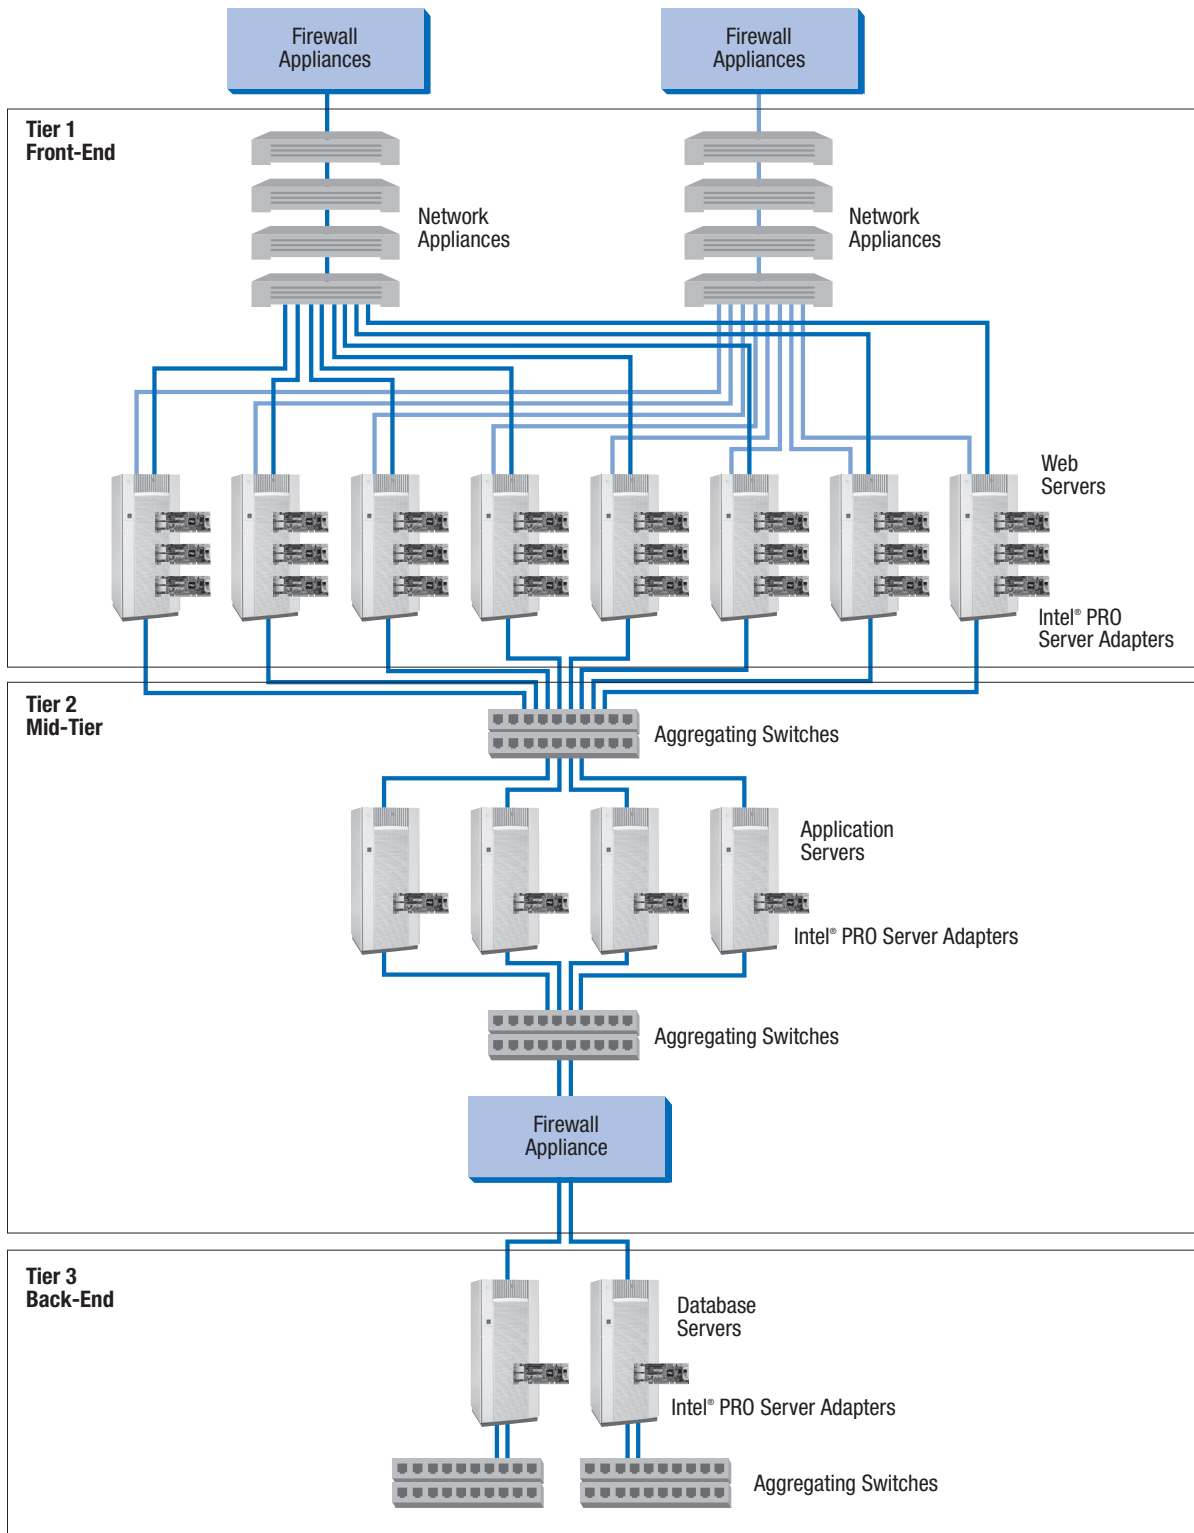 Firewall
Appliances
Firewall
Appliances
Tier 1
Front-End
Network
Appliances
Network
Appliances
Web
Servers
Intel® PRO
Server Adapters
Tier 2
Mid-Tier
Aggregating Switches
Application
Servers
Intel® PRO Server Adapters
Aggregating Switches
Firewall
Appliance
Tier 3
Back-End
Database
Servers
Intel® PRO Server Adapters
Aggregating Switches